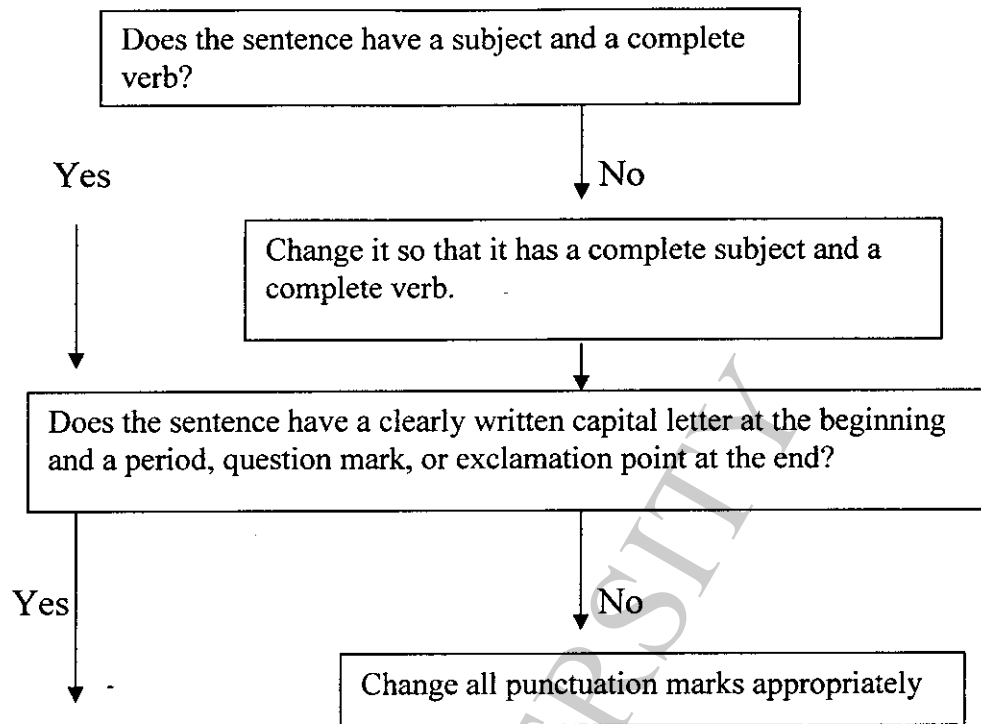 Does the sentence have a subject and a complete
verb?
Yes
No
Change it so that it has a complete subject and a
complete verb.
Does the sentence have a clearly written capital letter at the beginning
and a period, question mark, or exclamation point at the end?
Yes
No
Change all punctuation marks appropriately
ERSITY